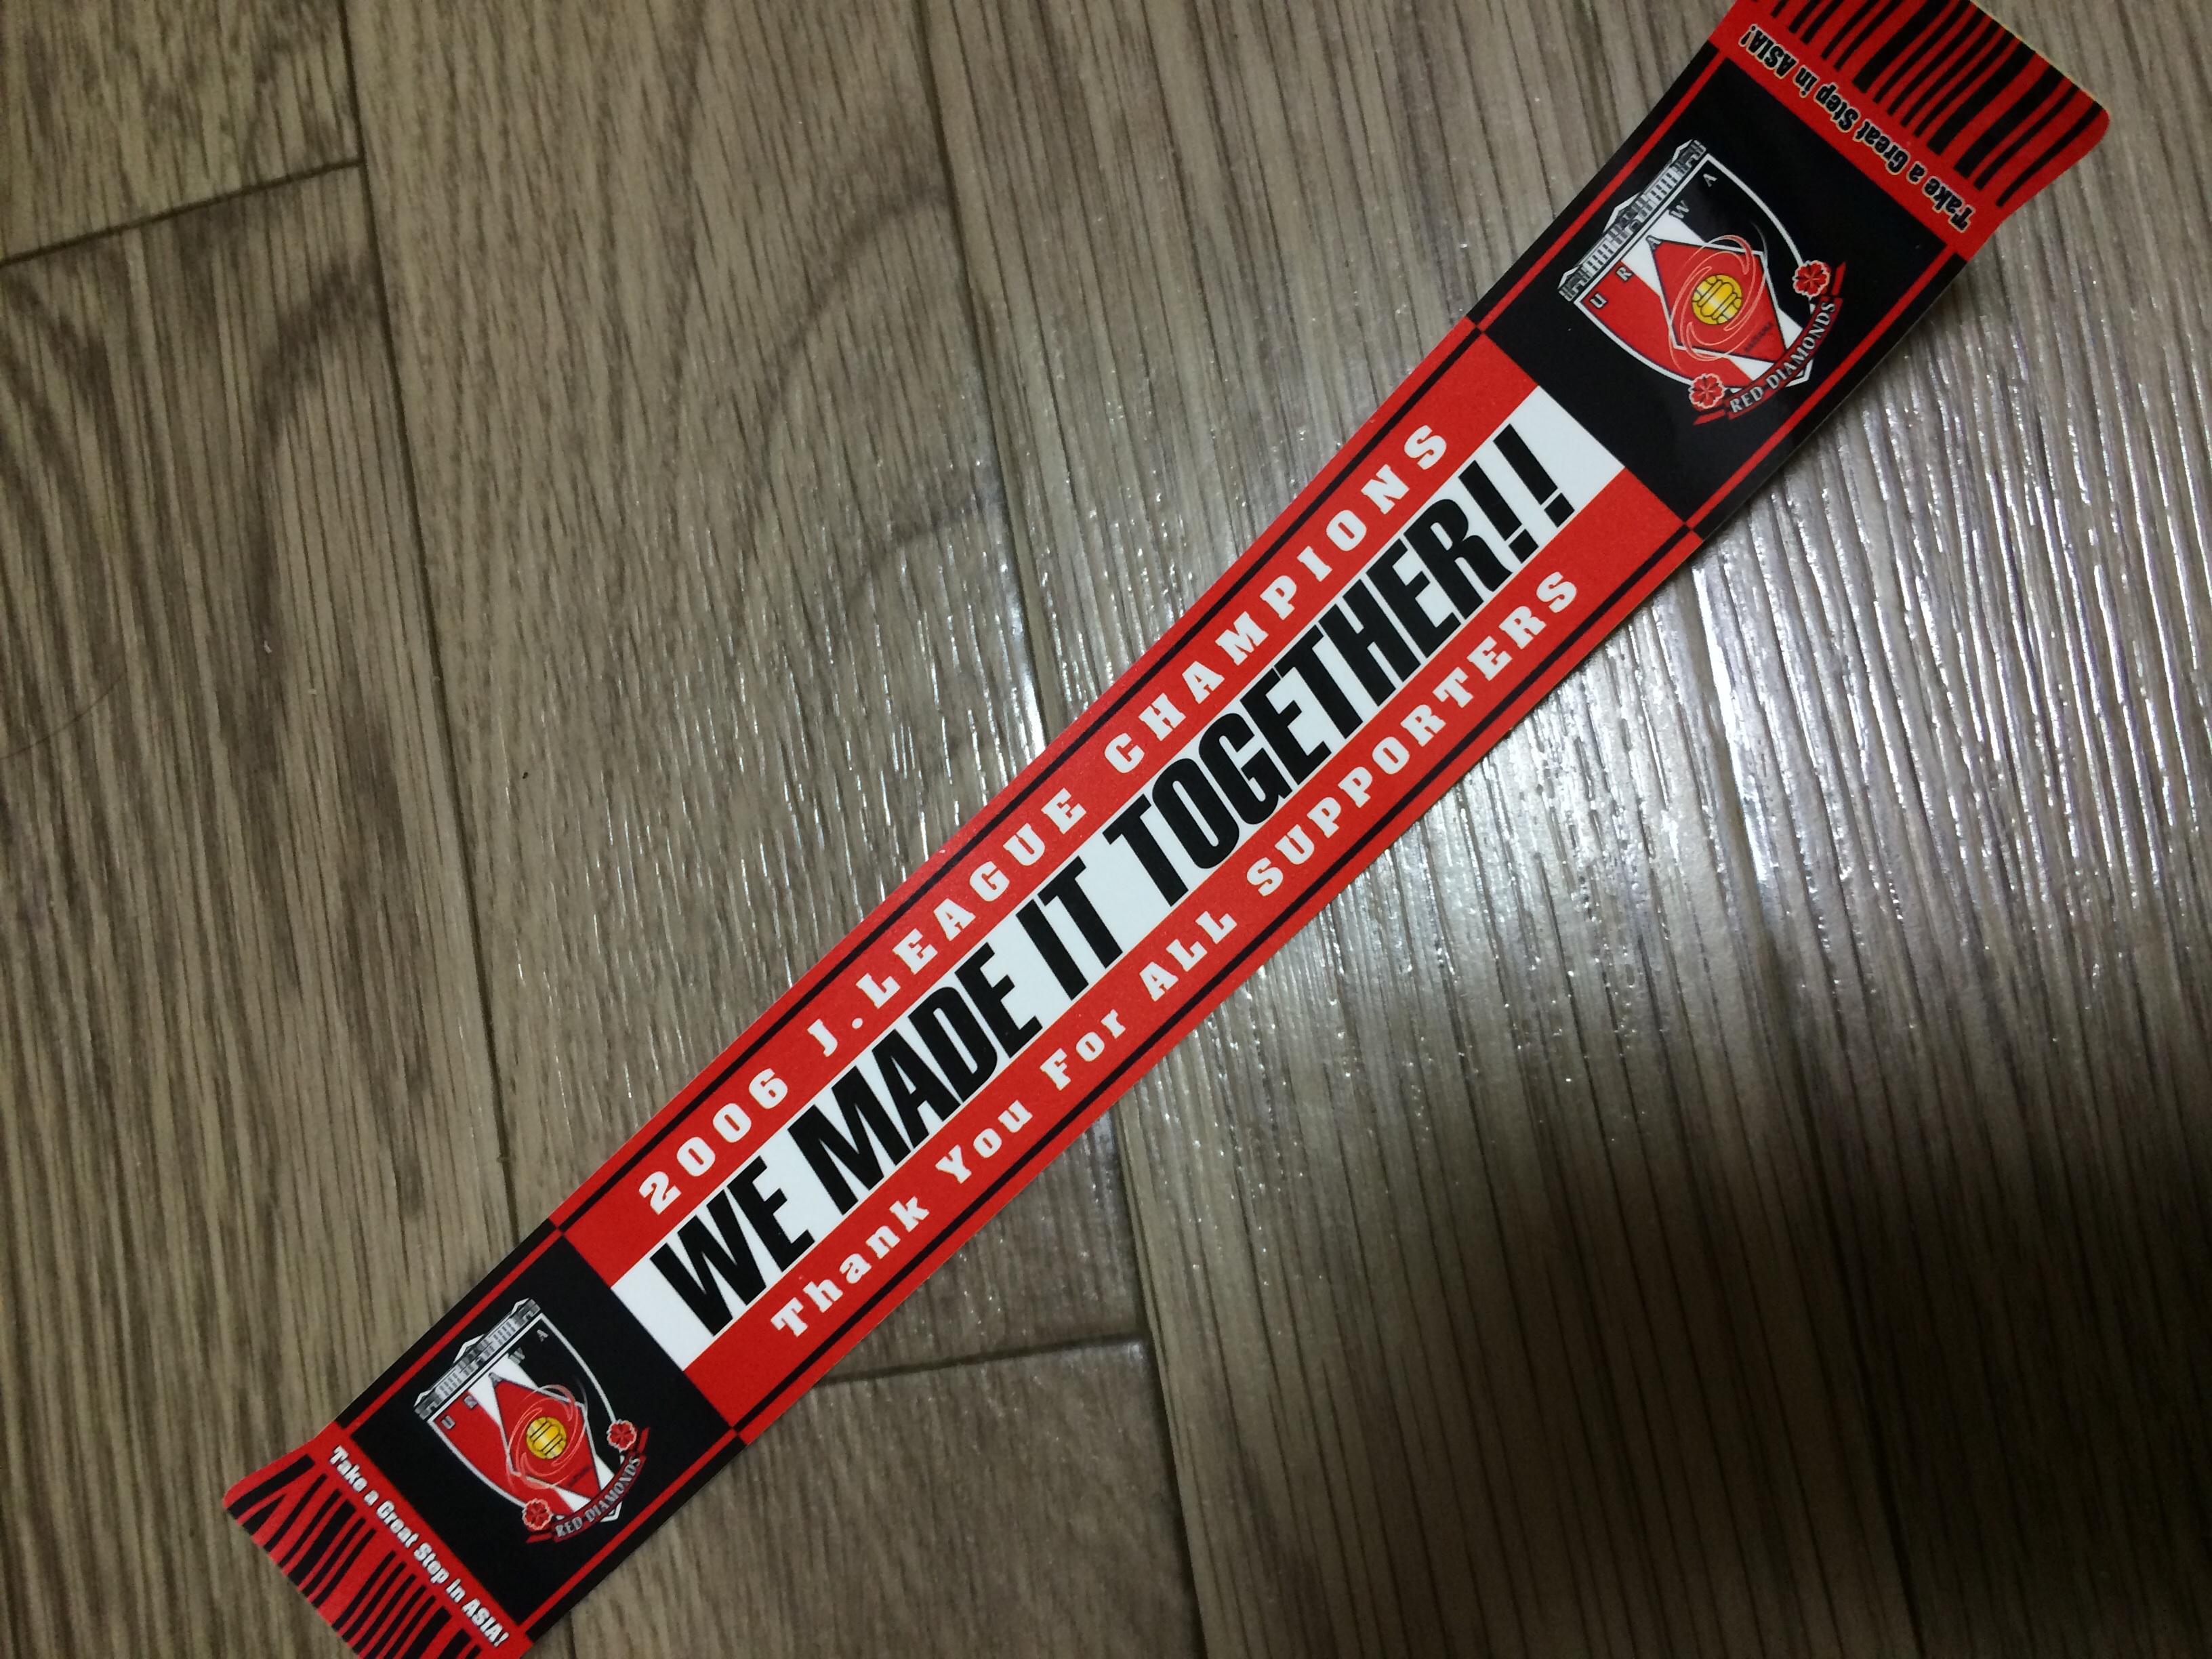 Take a Great Step in ASIA!
URAWA
RED DIAMONDS
2006 J.LEAGUE CHAMPIONS
WE MADE IT TOGETHER!!
Thank You For ALL SUPPORTERS
URAWA
RED DIAMONDS
Take a Great Step in ASIA!